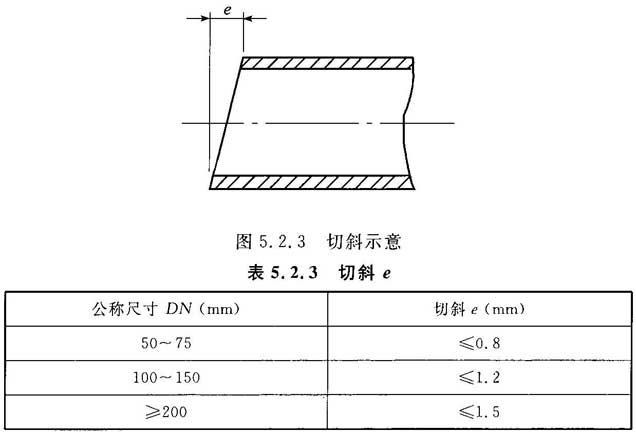 e
图 5.2.3 切斜示意
表 5.2.3 切斜 e
公称尺寸 DN (mm) 切斜 e (mm)
50～75 ≤0.8
100～150 ≤1.2
≥200 ≤1.5